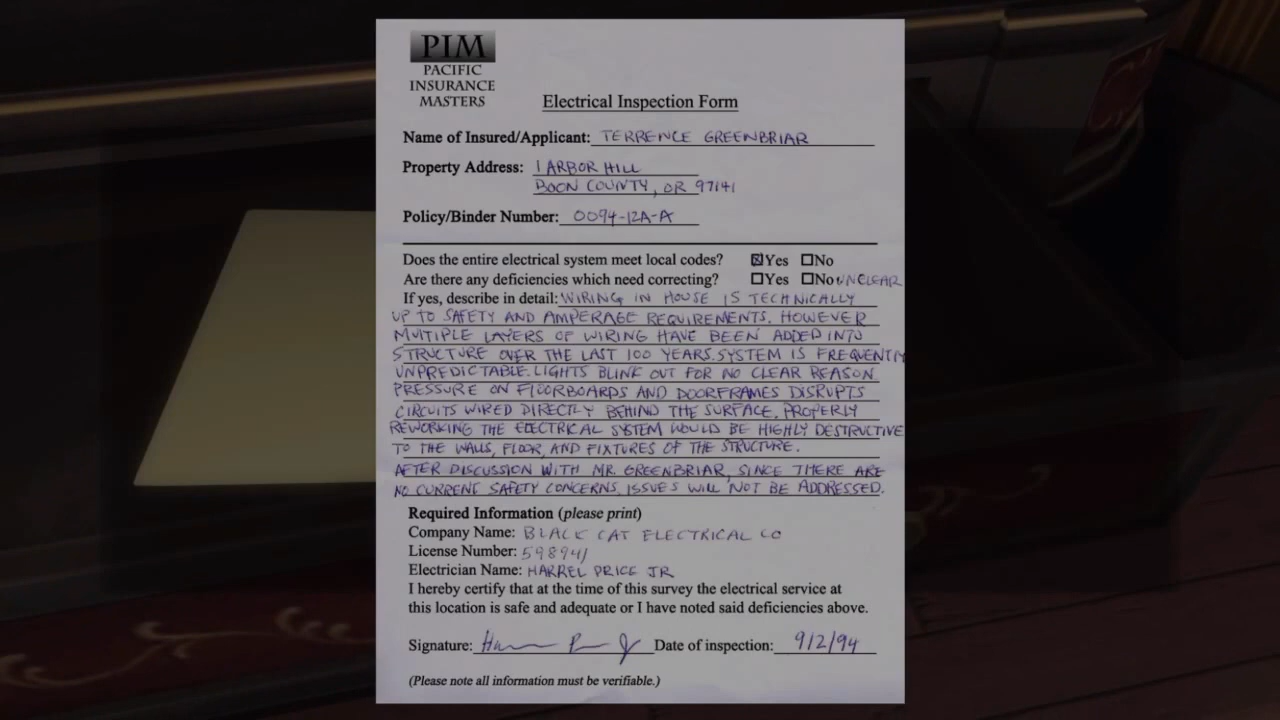 PIM
PACIFIC
INSURANCE
MASTERS
Electrical Inspection Form
Name of Insured/Applicant: TERRENCE GREENBRIAR
Property Address: 1 ARBOR HILL
BOON COUNTY, OR 97141
Policy/Binder Number: 0094-12A-A
Does the entire electrical system meet local codes? ☒Yes ☐No
Are there any deficiencies which need correcting? ☐Yes ☐No UNCLEAR
If yes, describe in detail: WIRING IN HOUSE IS TECHNICALLY
UP TO SAFETY AND AMPERAGE REQUIREMENTS. HOWEVER
MULTIPLE LAYERS OF WIRING HAVE BEEN ADDED INTO
STRUCTURE OVER THE LAST 100 YEARS. SYSTEM IS FREQUENTLY
UNPREDICTABLE. LIGHTS BLINK OUT FOR NO CLEAR REASON.
PRESSURE ON FLOORBOARDS AND DOORFRAMES DISRUPTS
CIRCUITS WIRED DIRECTLY BEHIND THE SURFACE. PROPERLY
REWORKING THE ELECTRICAL SYSTEM WOULD BE HIGHLY DESTRUCTIVE
TO THE WALLS, FLOOR, AND FIXTURES OF THE STRUCTURE.
AFTER DISCUSSION WITH MR. GREENBRIAR, SINCE THERE ARE
NO CURRENT SAFETY CONCERNS, ISSUES WILL NOT BE ADDRESSED.
Required Information (please print)
Company Name: BLACK CAT ELECTRICAL CO
License Number: 598941
Electrician Name: HARREL PRICE JR
I hereby certify that at the time of this survey the electrical service at
this location is safe and adequate or I have noted said deficiencies above.
Signature: Date of inspection: 9/2/94
(Please note all information must be verifiable.)